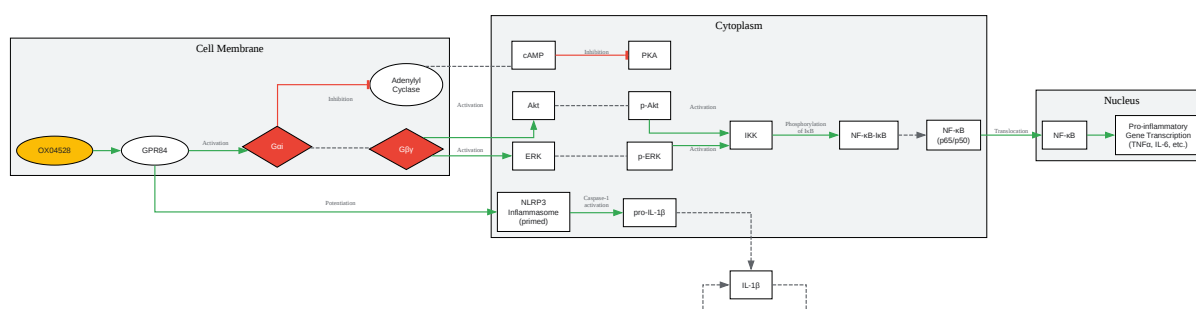 Cell Membrane
Cytoplasm
Nucleus
OX04528
GPR84
Activation
Gαi
Inhibition
Adenylyl
Cyclase
Gβγ
Activation
Activation
Potentiation
cAMP
Inhibition
PKA
Akt
p-Akt
Activation
ERK
p-ERK
Activation
IKK
Phosphorylation
of IκB
NF-κB-IκB
NF-κB
(p65/p50)
Translocation
NF-κB
Pro-inflammatory
Gene Transcription
(TNFα, IL-6, etc.)
NLRP3
Inflammasome
(primed)
Caspase-1
activation
pro-IL-1β
IL-1β